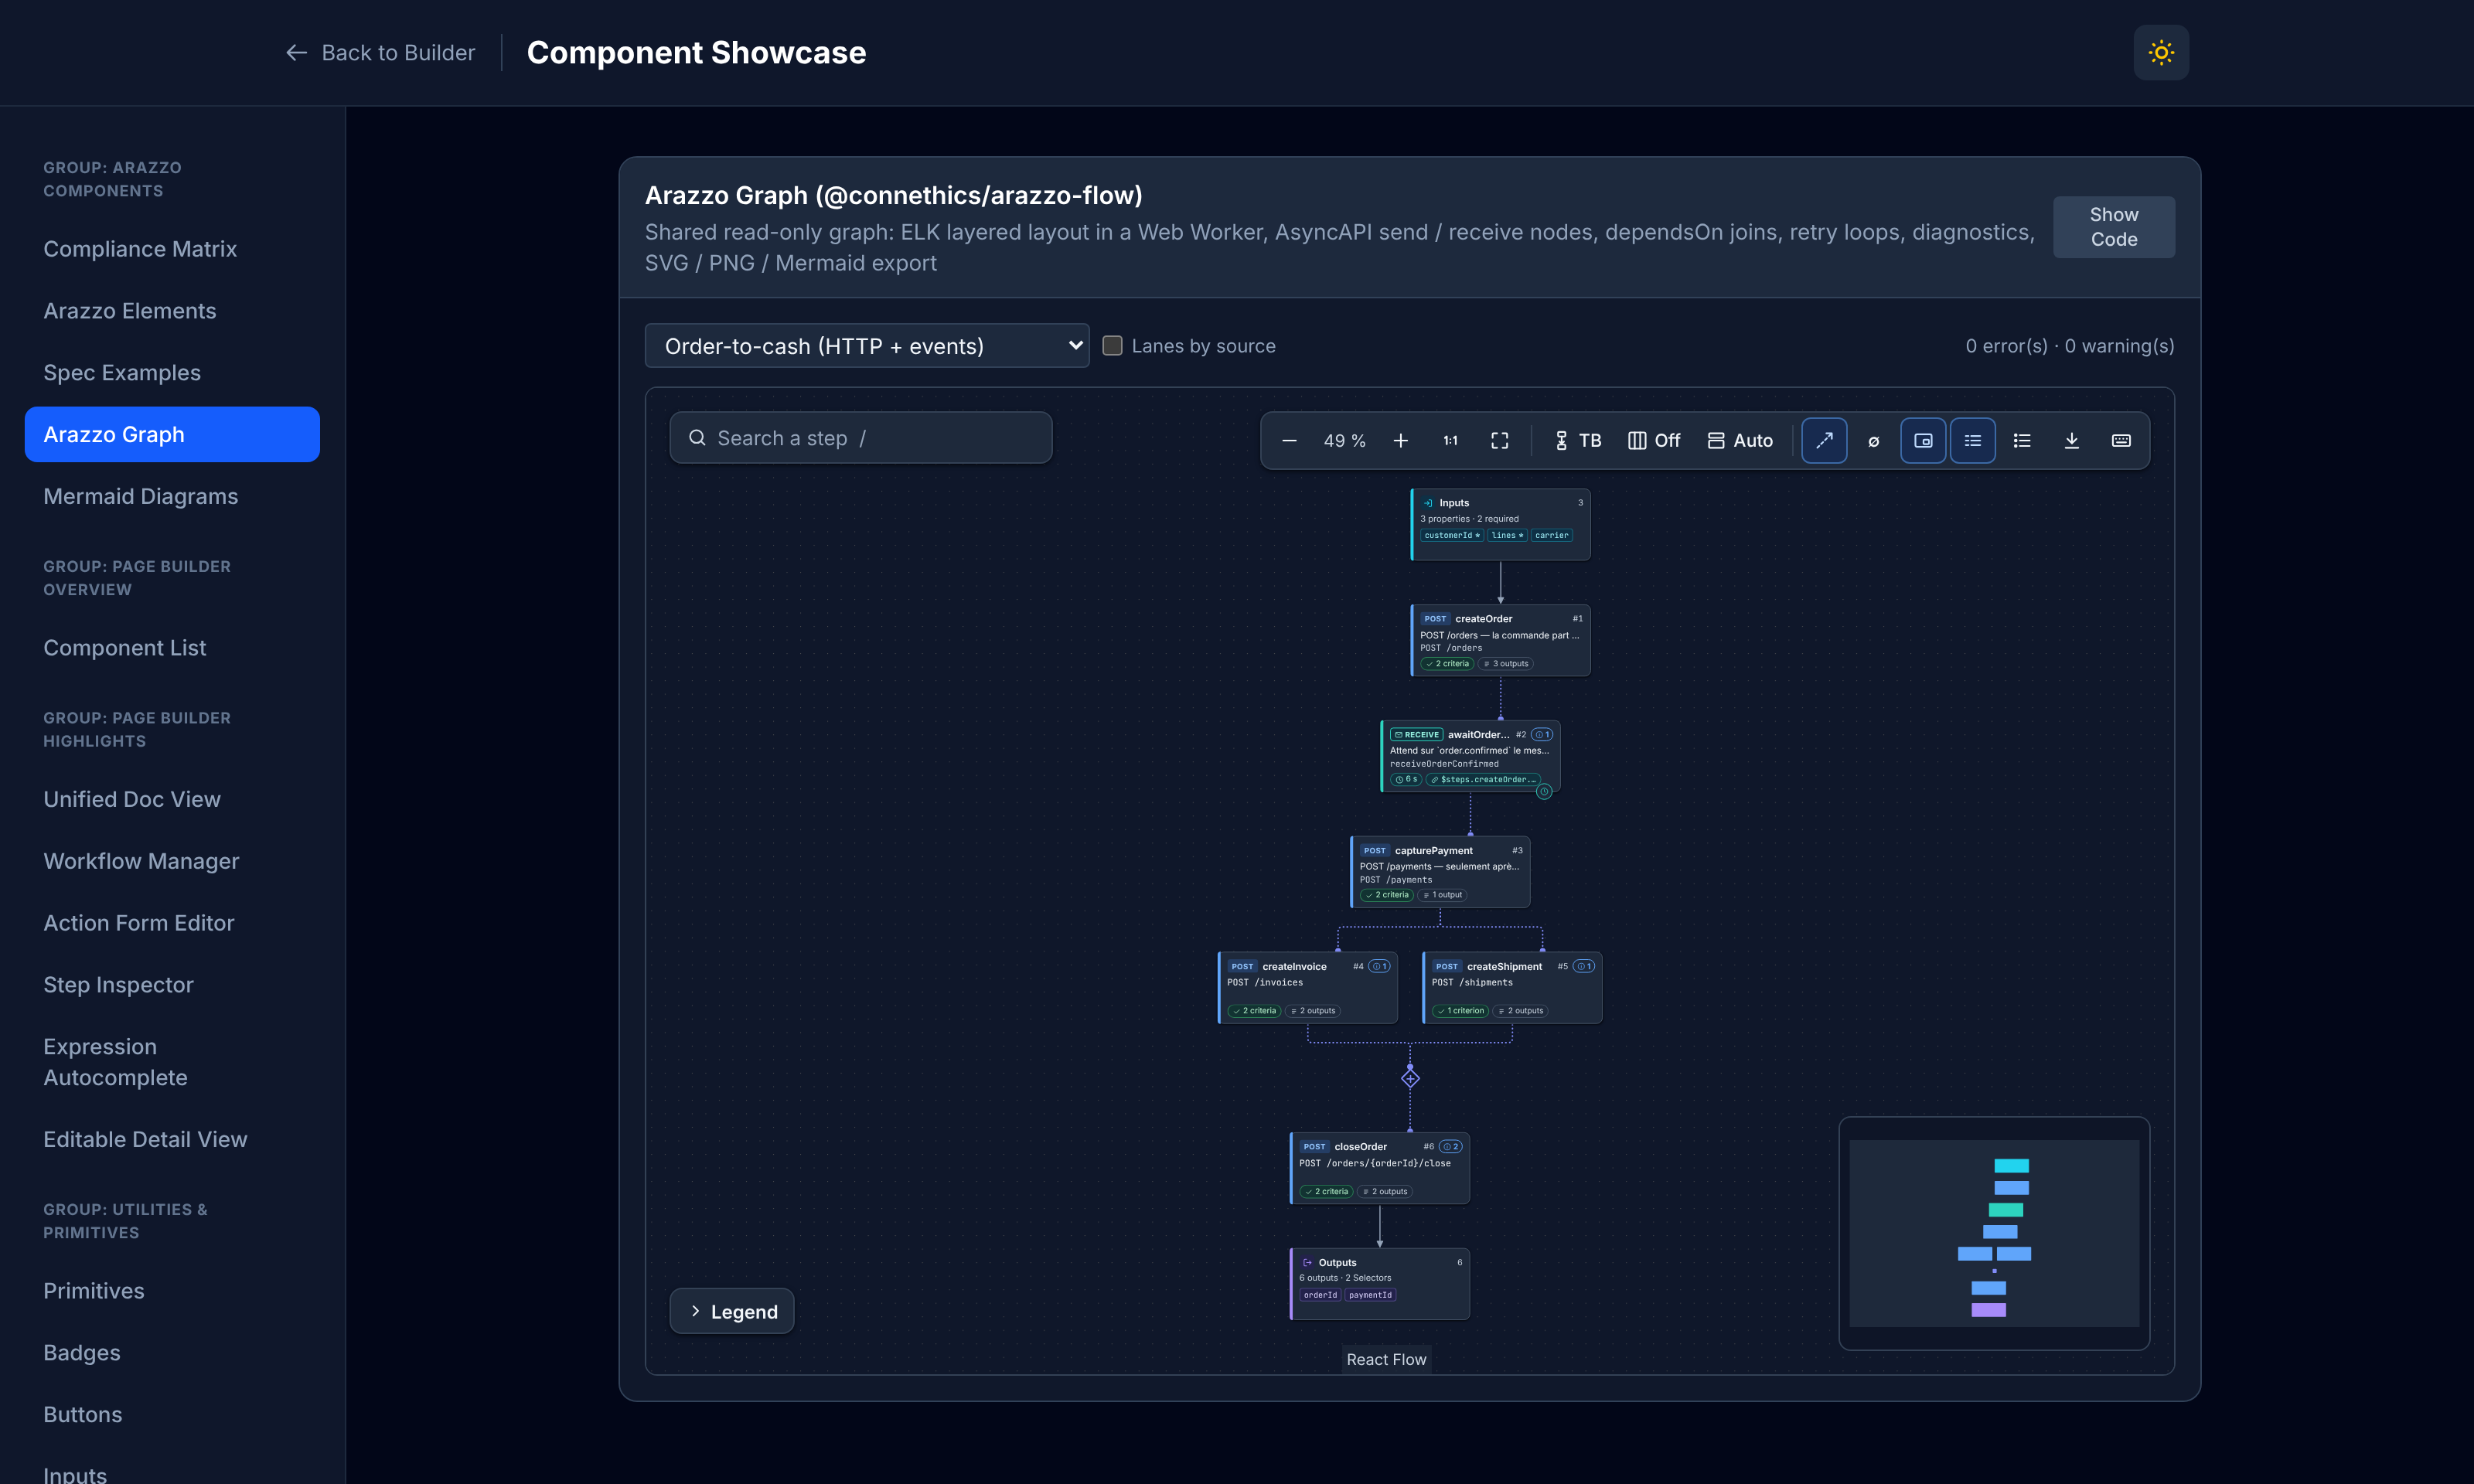 Back to Builder
Component Showcase
GROUP: ARAZZO
COMPONENTS
Compliance Matrix
Arazzo Elements
Spec Examples
Arazzo Graph
Mermaid Diagrams
GROUP: PAGE BUILDER
OVERVIEW
Component List
GROUP: PAGE BUILDER
HIGHLIGHTS
Unified Doc View
Workflow Manager
Action Form Editor
Step Inspector
Expression
Autocomplete
Editable Detail View
GROUP: UTILITIES &
PRIMITIVES
Primitives
Badges
Buttons
Inputs
Arazzo Graph (@connethics/arazzo-flow)
Shared read-only graph: ELK layered layout in a Web Worker, AsyncAPI send / receive nodes, dependsOn joins, retry loops, diagnostics,
SVG / PNG / Mermaid export
Show
Code
Order-to-cash (HTTP + events)
Lanes by source
0 error(s) · 0 warning(s)
Search a step /
49 %
1:1
TB
Off
Auto
Inputs 3
3 properties · 2 required
customerId * lines * carrier
POST createOrder #1
POST /orders — la commande part ...
POST /orders
2 criteria 3 outputs
RECEIVE awaitOrder... #2 1
Attend sur `order.confirmed` le mes...
receiveOrderConfirmed
6 s $steps.createOrder....
POST capturePayment #3
POST /payments — seulement aprè...
POST /payments
2 criteria 1 output
POST createInvoice #4 1
POST /invoices
2 criteria 2 outputs
POST createShipment #5 1
POST /shipments
1 criterion 2 outputs
POST closeOrder #6 2
POST /orders/{orderId}/close
2 criteria 2 outputs
Outputs 6
6 outputs · 2 Selectors
orderId paymentId
Legend
React Flow